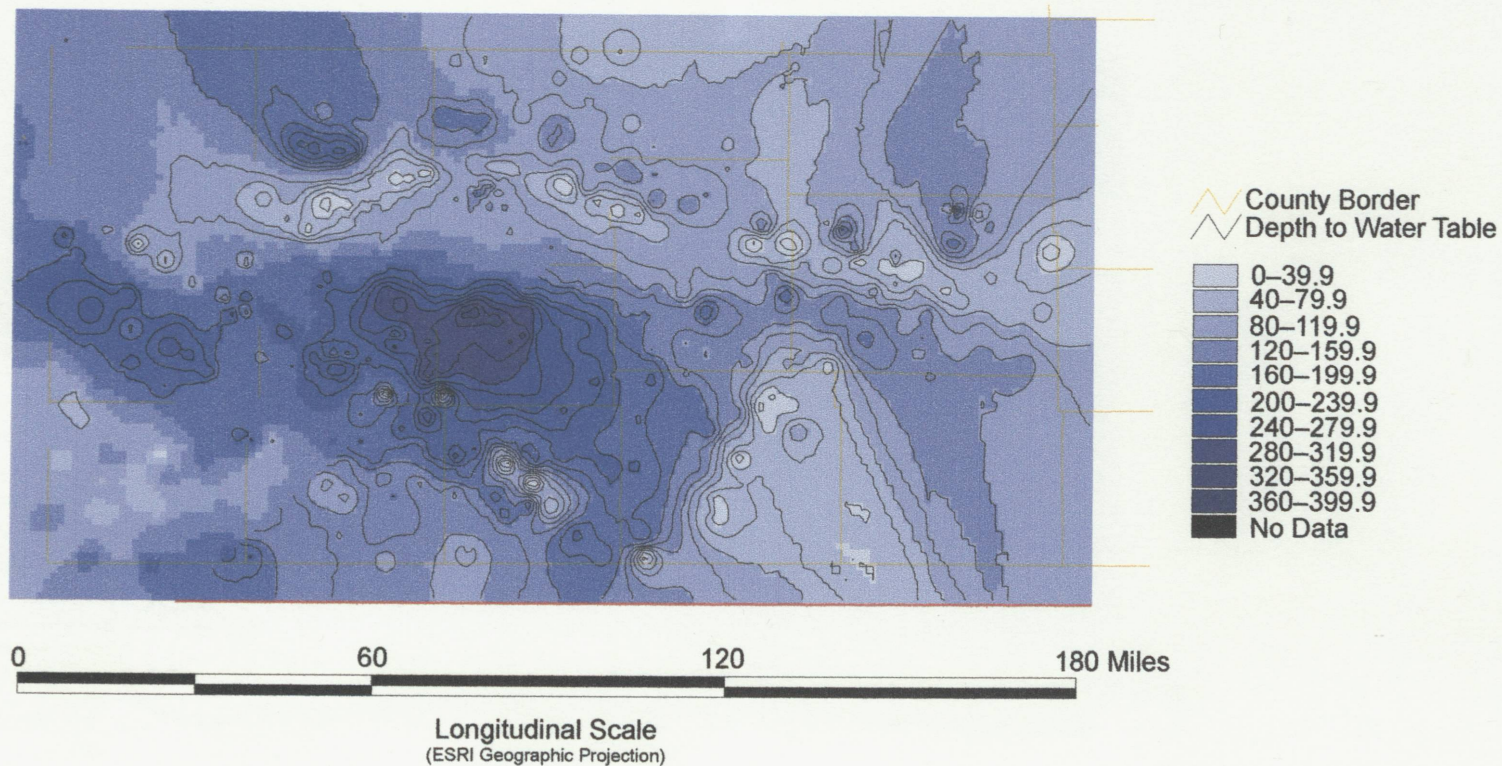 County Border
Depth to Water Table
0–39.9
40–79.9
80–119.9
120–159.9
160–199.9
200–239.9
240–279.9
280–319.9
320–359.9
360–399.9
No Data
0 60 120 180 Miles
Longitudinal Scale
(ESRI Geographic Projection)